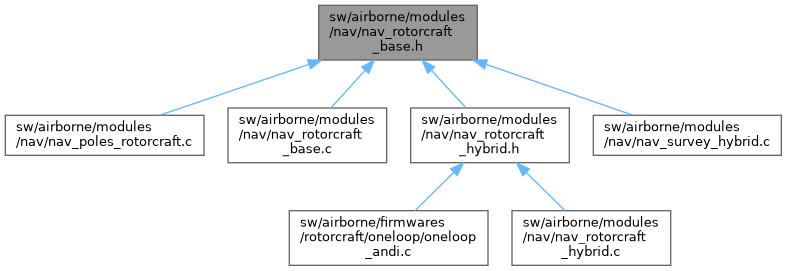 sw/airborne/modules
/nav/nav_rotorcraft
_base.h
sw/airborne/modules
/nav/nav_poles_rotorcraft.c
sw/airborne/modules
/nav/nav_rotorcraft
_base.c
sw/airborne/modules
/nav/nav_rotorcraft
_hybrid.h
sw/airborne/modules
/nav/nav_survey_hybrid.c
sw/airborne/firmwares
/rotorcraft/oneloop/oneloop
_andi.c
sw/airborne/modules
/nav/nav_rotorcraft
_hybrid.c